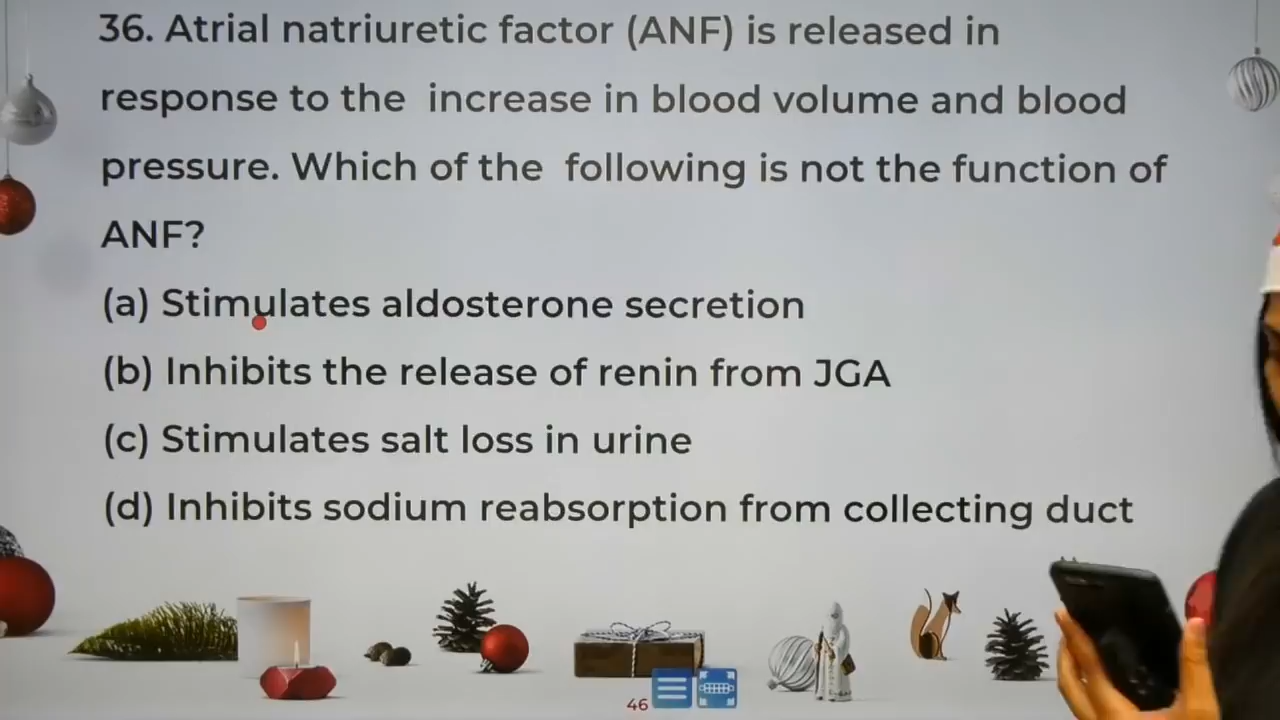 36. Atrial natriuretic factor (ANF) is released in
response to the increase in blood volume and blood
pressure. Which of the following is not the function of
ANF?
(a) Stimulates aldosterone secretion
(b) Inhibits the release of renin from JGA
(c) Stimulates salt loss in urine
(d) Inhibits sodium reabsorption from collecting duct
46